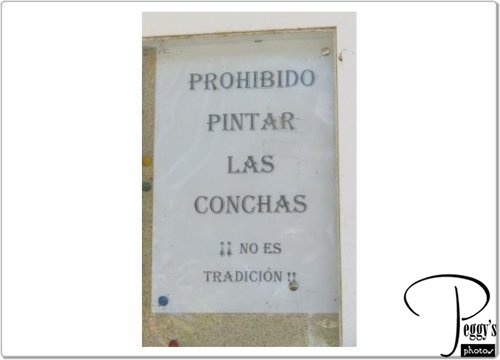 PROHIBIDO
PINTAR
LAS
CONCHAS
¡¡ NO ES
TRADICIÓN !!
Peggy's
photos